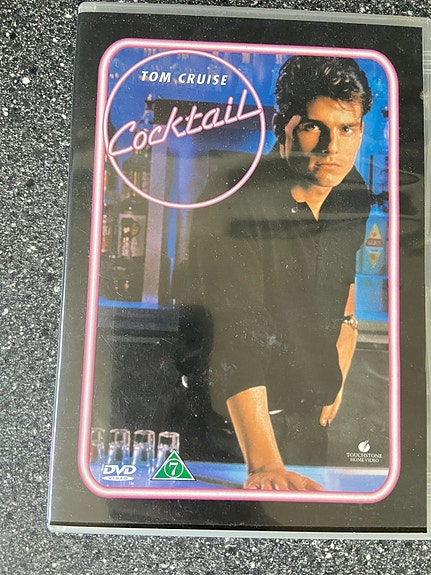 TOM CRUISE
Cocktail
DVD
VIDEO
7
TOUCHSTONE
HOME VIDEO